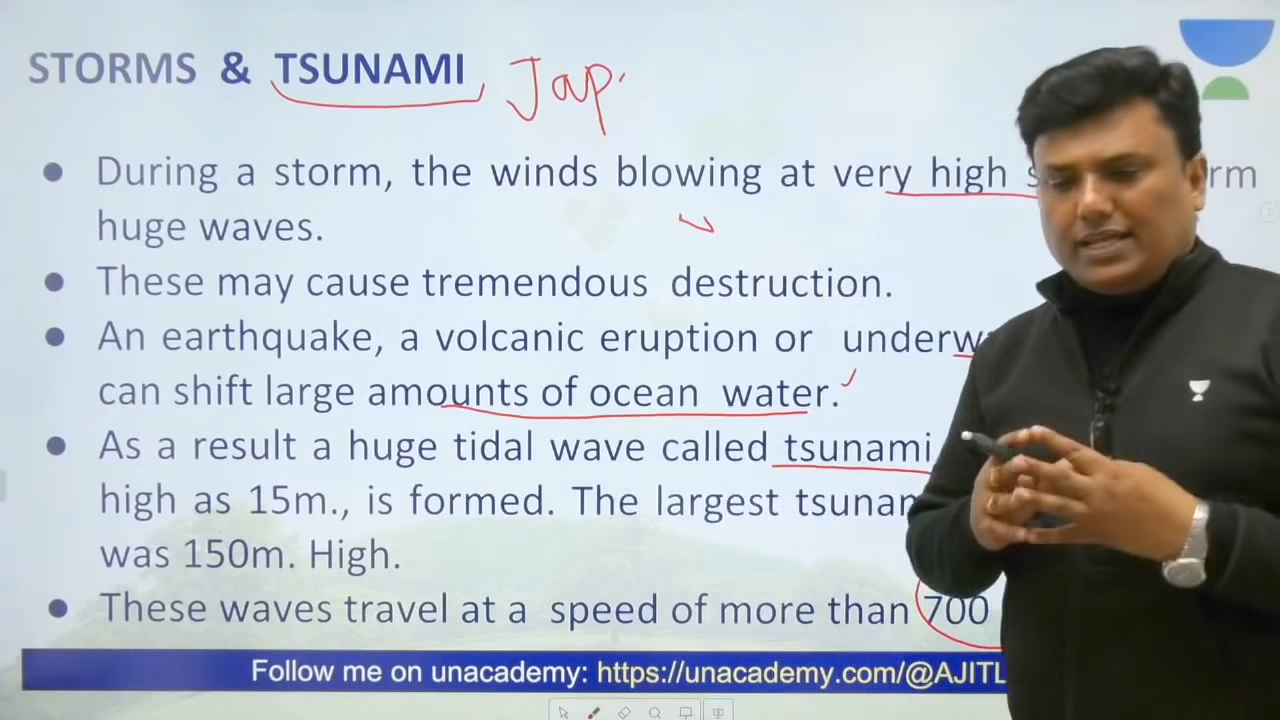 STORMS & TSUNAMI Jap
During a storm, the winds blowing at very high
huge waves.
These may cause tremendous destruction.
An earthquake, a volcanic eruption or
can shift large amounts of ocean water.
As a result a huge tidal wave called tsunami
high as 15m., is formed. The largest
was 150m. High.
These waves travel at a speed of more than 700
Follow me on unacademy: https://unacademy.com/@AJITL